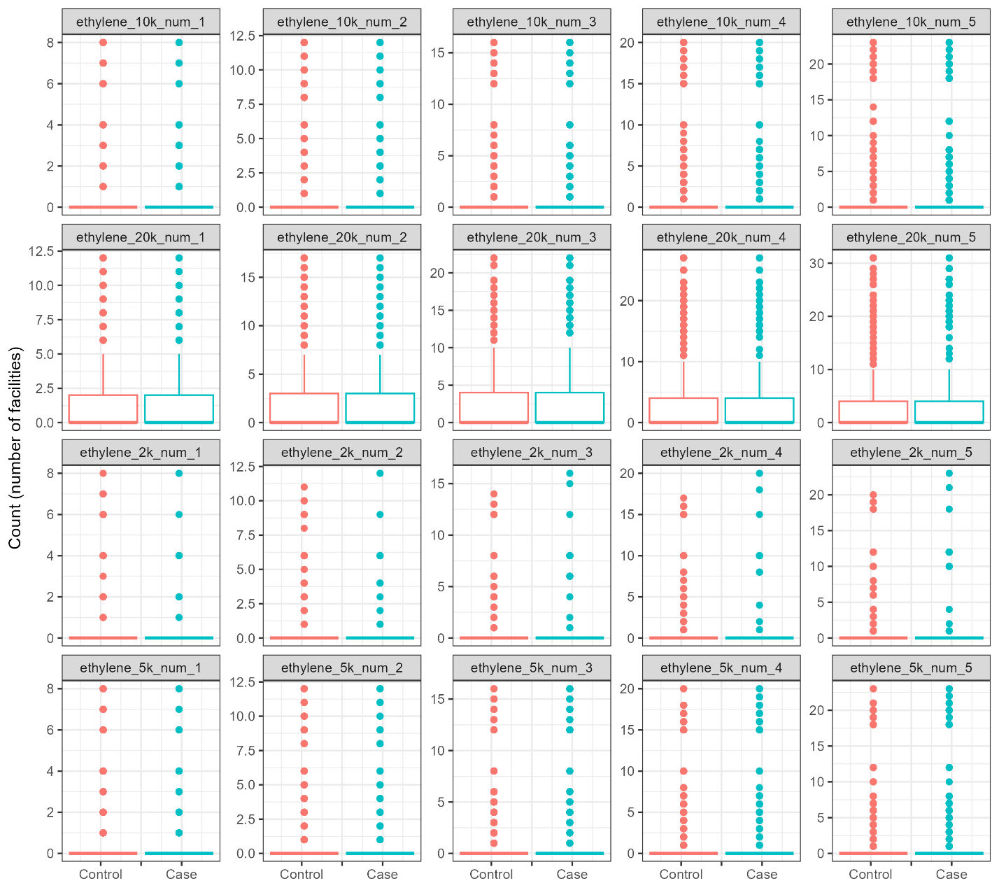 ethylene_10k_num_1 ethylene_10k_num_2 ethylene_10k_num_3 ethylene_10k_num_4 ethylene_10k_num_5
8 12.5 15 20 20
6 10.0 10 15 15
4 7.5 5 10 10
2 5.0 0 5 5
0 2.5 0 0
0.0
ethylene_20k_num_1 ethylene_20k_num_2 ethylene_20k_num_3 ethylene_20k_num_4 ethylene_20k_num_5
12.5 15 20 20 30
10.0 10 15 10 20
7.5 5 10 0 10
5.0 0 5 0
2.5 0
0.0
Count (number of facilities)
ethylene_2k_num_1 ethylene_2k_num_2 ethylene_2k_num_3 ethylene_2k_num_4 ethylene_2k_num_5
8 12.5 15 20 20
6 10.0 10 15 15
4 7.5 5 10 10
2 5.0 0 5 5
0 2.5 0 0
0.0
ethylene_5k_num_1 ethylene_5k_num_2 ethylene_5k_num_3 ethylene_5k_num_4 ethylene_5k_num_5
8 12.5 15 20 20
6 10.0 10 15 15
4 7.5 5 10 10
2 5.0 0 5 5
0 2.5 0 0
0.0
Control Case Control Case Control Case Control Case Control Case